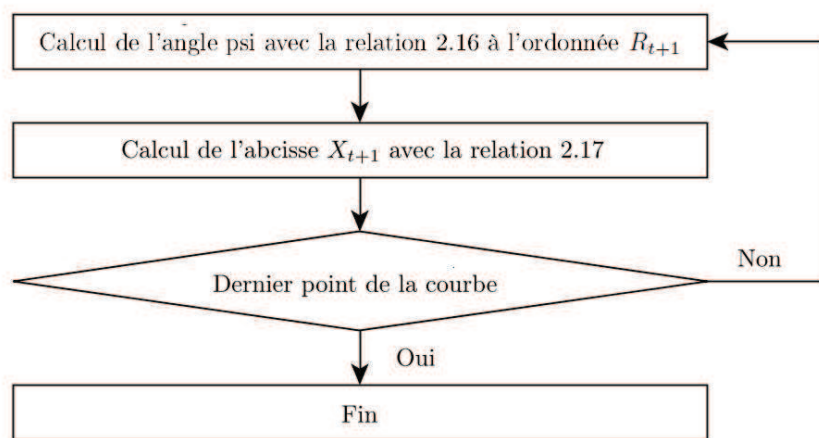 Calcul de l'angle psi avec la relation 2.16 à l'ordonnée $R_{t+1}$
Calcul de l'abcisse $X_{t+1}$ avec la relation 2.17
Dernier point de la courbe
Non
Oui
Fin